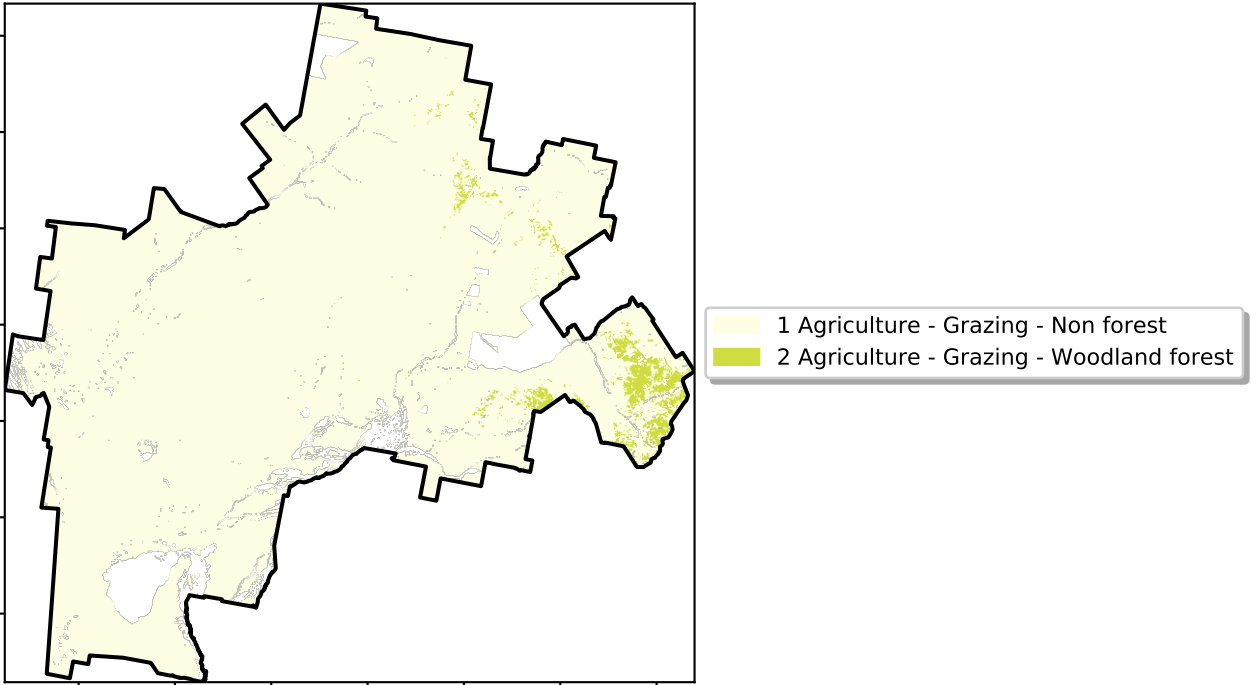 1 Agriculture - Grazing - Non forest
2 Agriculture - Grazing - Woodland forest